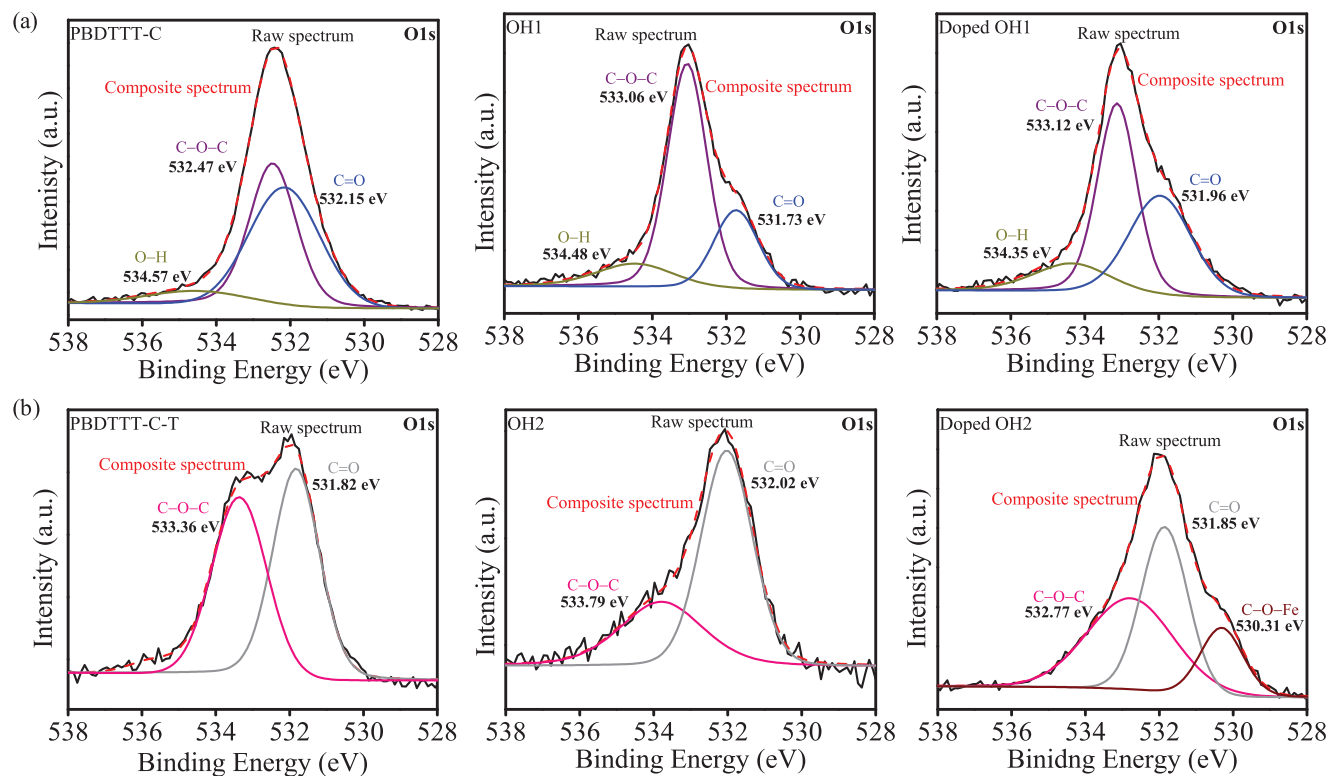 (a)
PBDTTT-C
Raw spectrum
O1s
Composite spectrum
C–O–C
532.47 eV
C=O
532.15 eV
O–H
534.57 eV
Intenisty (a.u.)
538 536 534 532 530 528
Binding Energy (eV)
OH1
Raw spectrum
O1s
C–O–C
533.06 eV
Composite spectrum
C=O
531.73 eV
O–H
534.48 eV
Intensity (a.u.)
538 536 534 532 530 528
Binding Energy (eV)
Doped OH1
Raw spectrum
O1s
Composite spectrum
C–O–C
533.12 eV
C=O
531.96 eV
O–H
534.35 eV
Intensity (a.u.)
538 536 534 532 530 528
Binding Energy (eV)
(b)
PBDTTT-C-T
Raw spectrum
O1s
Composite spectrum
C=O
531.82 eV
C–O–C
533.36 eV
Intensity (a.u.)
538 536 534 532 530 528
Binding Energy (eV)
OH2
Raw spectrum
O1s
C=O
532.02 eV
Composite spectrum
C–O–C
533.79 eV
Intensity (a.u.)
538 536 534 532 530 528
Binding Energy (eV)
Doped OH2
Raw spectrum
O1s
Composite spectrum
C=O
531.85 eV
C–O–C
532.77 eV
C–O–Fe
530.31 eV
Intensity (a.u.)
538 536 534 532 530 528
Binidng Energy (eV)